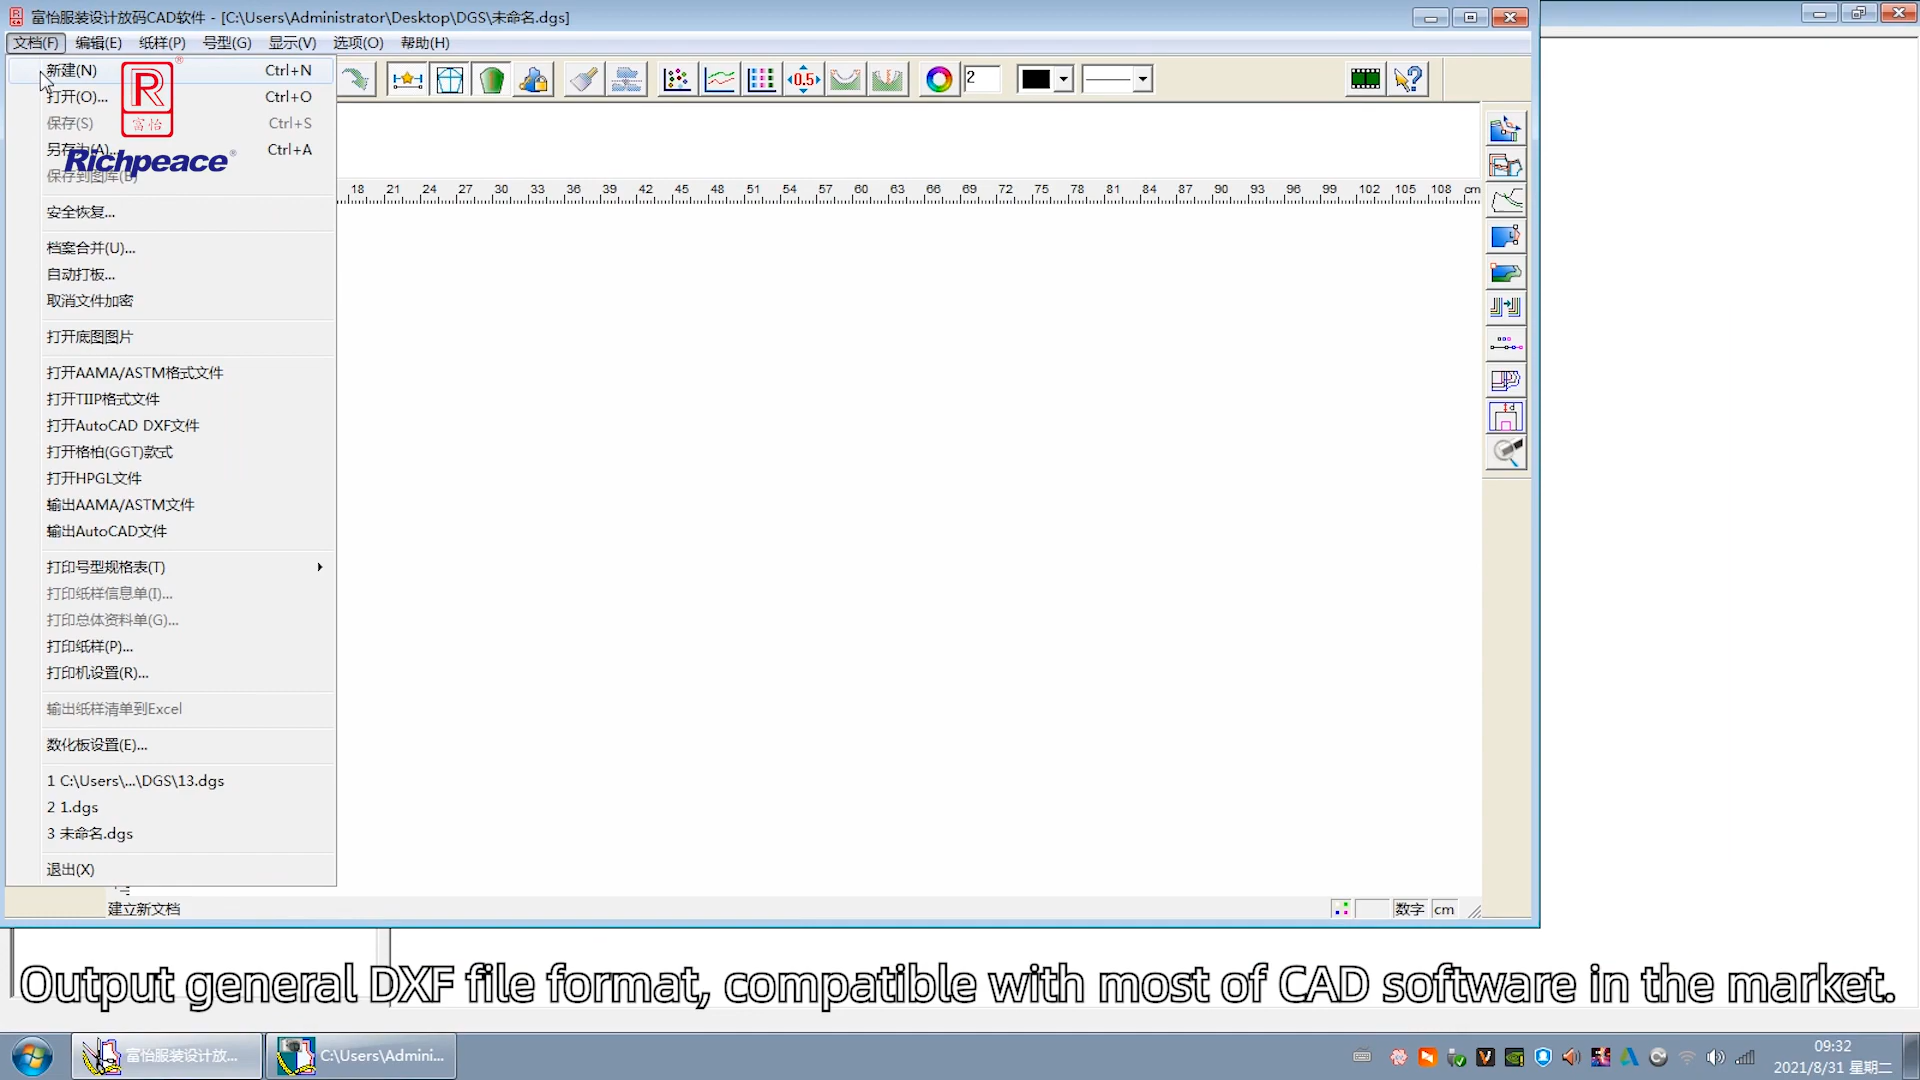 富怡服装设计放码CAD软件 - [C:\Users\Administrator\Desktop\DGS\未命名.dgs]
文档(F) 编辑(E) 纸样(P) 号型(G) 显示(V) 选项(O) 帮助(H)
新建(N) Ctrl+N
打开(O)... Ctrl+O
保存(S) Ctrl+S
另存为(A)... Ctrl+A
保存到图库(B)
R
富怡
Richpeace
0.5
2
18 21 24 27 30 33 36 39 42 45 48 51 54 57 60 63 66 69 72 75 78 81 84 87 90 93 96 99 102 105 108 cm
安全恢复...
档案合并(U)...
自动打板...
取消文件加密
打开底图图片
打开AAMA/ASTM格式文件
打开TIIP格式文件
打开AutoCAD DXF文件
打开格柏(GGT)款式
打开HPGL文件
输出AAMA/ASTM文件
输出AutoCAD文件
打印号型规格表(T)
打印纸样信息单(I)...
打印总体资料单(G)...
打印纸样(P)...
打印机设置(R)...
输出纸样清单到Excel
数化板设置(E)...
1 C:\Users\...\DGS\13.dgs
2 1.dgs
3 未命名.dgs
退出(X)
建立新文档 数字 cm
Output general DXF file format, compatible with most of CAD software in the market.
富怡服装设计放... C:\Users\Admini...
09:32
2021/8/31 星期二